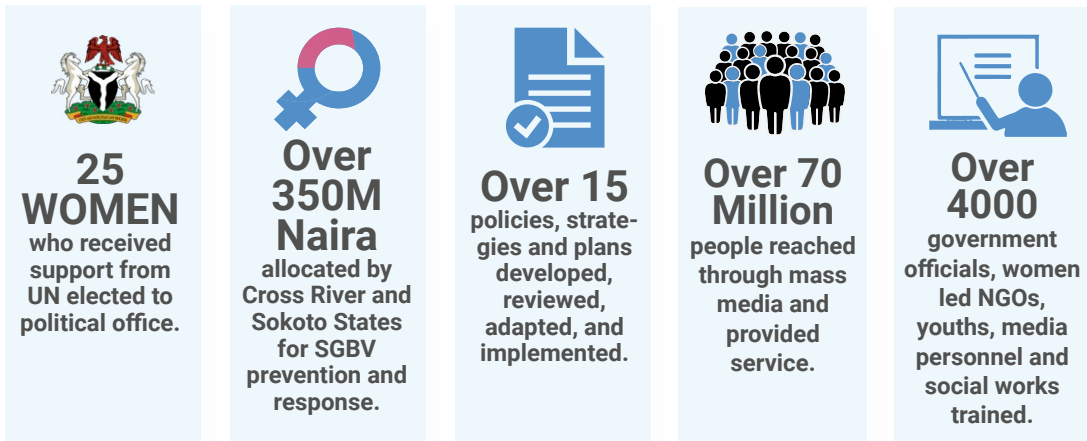 25
WOMEN
who received
support from
UN elected to
political office.
Over
350M
Naira
allocated by
Cross River and
Sokoto States
for SGBV
prevention and
response.
Over 15
policies, strate-
gies and plans
developed,
reviewed,
adapted, and
implemented.
Over 70
Million
people reached
through mass
media and
provided
service.
Over
4000
government
officials, women
led NGOs,
youths, media
personnel and
social works
trained.